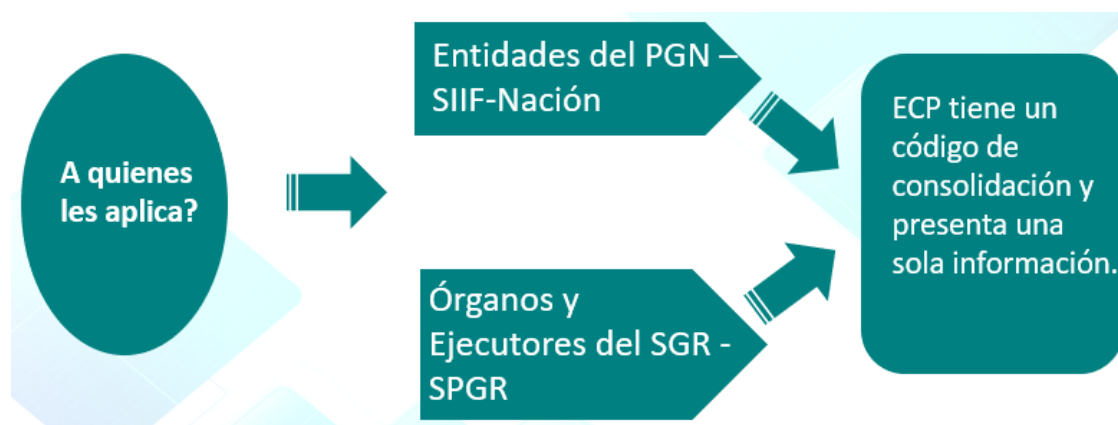 A quienes
les aplica?
Entidades del PGN –
SIIF-Nación
Órganos y
Ejecutores del SGR -
SPGR
ECP tiene un
código de
consolidación y
presenta una
sola información.